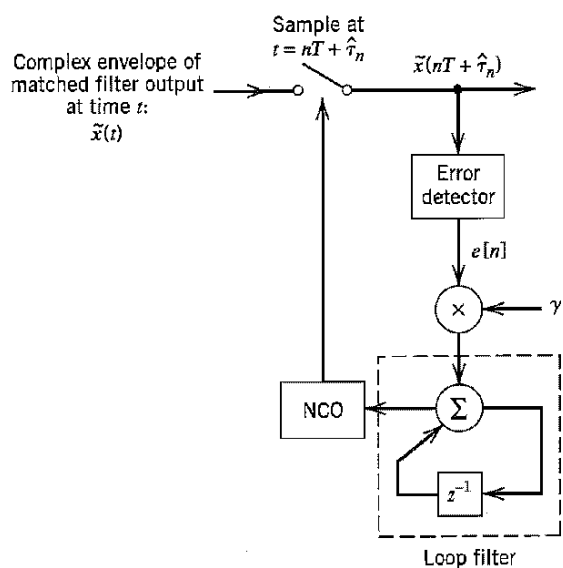 Sample at
t = nT + τ̂ₙ
Complex envelope of
matched filter output
at time t:
x̃(t)
x̃(nT + τ̂ₙ)
Error
detector
e[n]
×
γ
NCO
Σ
z⁻¹
Loop filter